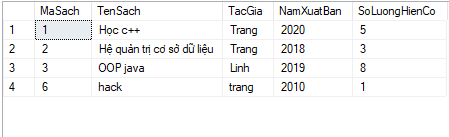 MaSach TenSach TacGia NamXuatBan SoLuongHienCo
1 1 Học c++ Trang 2020 5
2 2 Hệ quản trị cơ sở dữ liệu Trang 2018 3
3 3 OOP java Linh 2019 8
4 6 hack trang 2010 1